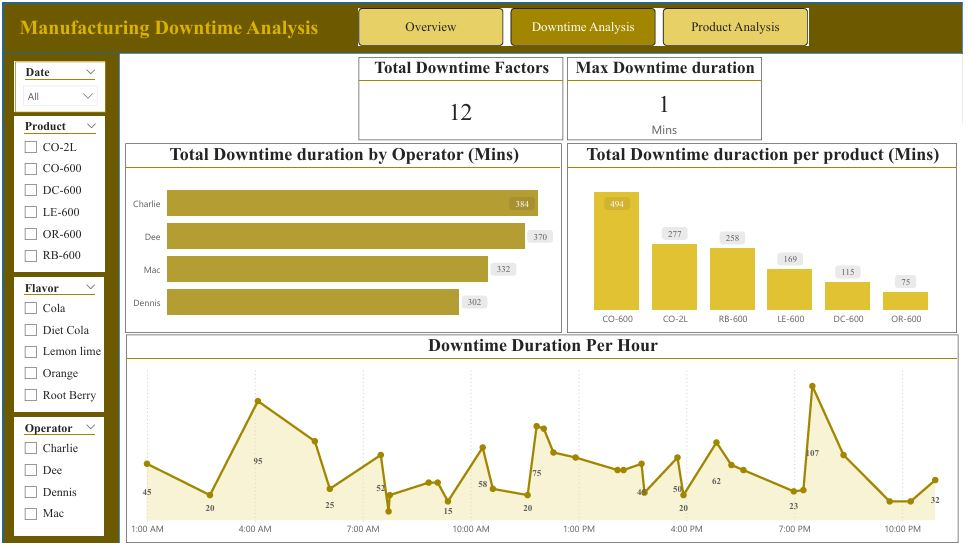 Manufacturing Downtime Analysis
Overview
Downtime Analysis
Product Analysis
Date
All
Product
CO-2L
CO-600
DC-600
LE-600
OR-600
RB-600
Flavor
Cola
Diet Cola
Lemon lime
Orange
Root Berry
Operator
Charlie
Dee
Dennis
Mac
Total Downtime Factors
12
Max Downtime duration
1
Mins
Total Downtime duration by Operator (Mins)
Charlie 384
Dee 370
Mac 332
Dennis 302
Total Downtime duraction per product (Mins)
494 277 258 169 115 75
CO-600 CO-2L RB-600 LE-600 DC-600 OR-600
Downtime Duration Per Hour
45 20 95 25 52 15 58 20 75 50 20 62 23 107 32
1:00 AM 4:00 AM 7:00 AM 10:00 AM 1:00 PM 4:00 PM 7:00 PM 10:00 PM